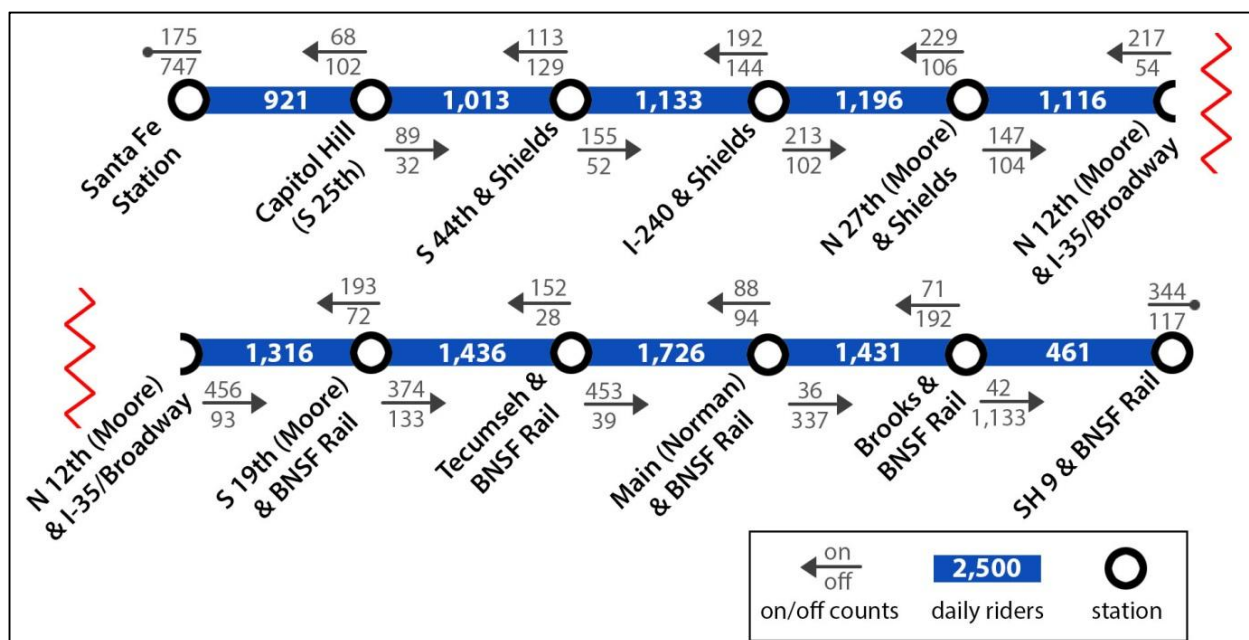 175
747
68
102
113
129
192
144
229
106
217
54
921
1,013
1,133
1,196
1,116
89
32
155
52
213
102
147
104
Santa Fe
Station
Capitol Hill
(S 25th)
S 44th & Shields
I-240 & Shields
N 27th (Moore)
& Shields
N 12th (Moore)
& I-35/Broadway
193
72
152
28
88
94
71
192
344
117
1,316
1,436
1,726
1,431
461
456
93
374
133
453
39
36
337
42
1,133
N 12th (Moore)
& I-35/Broadway
S 19th (Moore)
& BNSF Rail
Tecumseh &
BNSF Rail
Main (Norman)
& BNSF Rail
Brooks &
BNSF Rail
SH 9 & BNSF Rail
on
off
2,500
on/off counts
daily riders
station